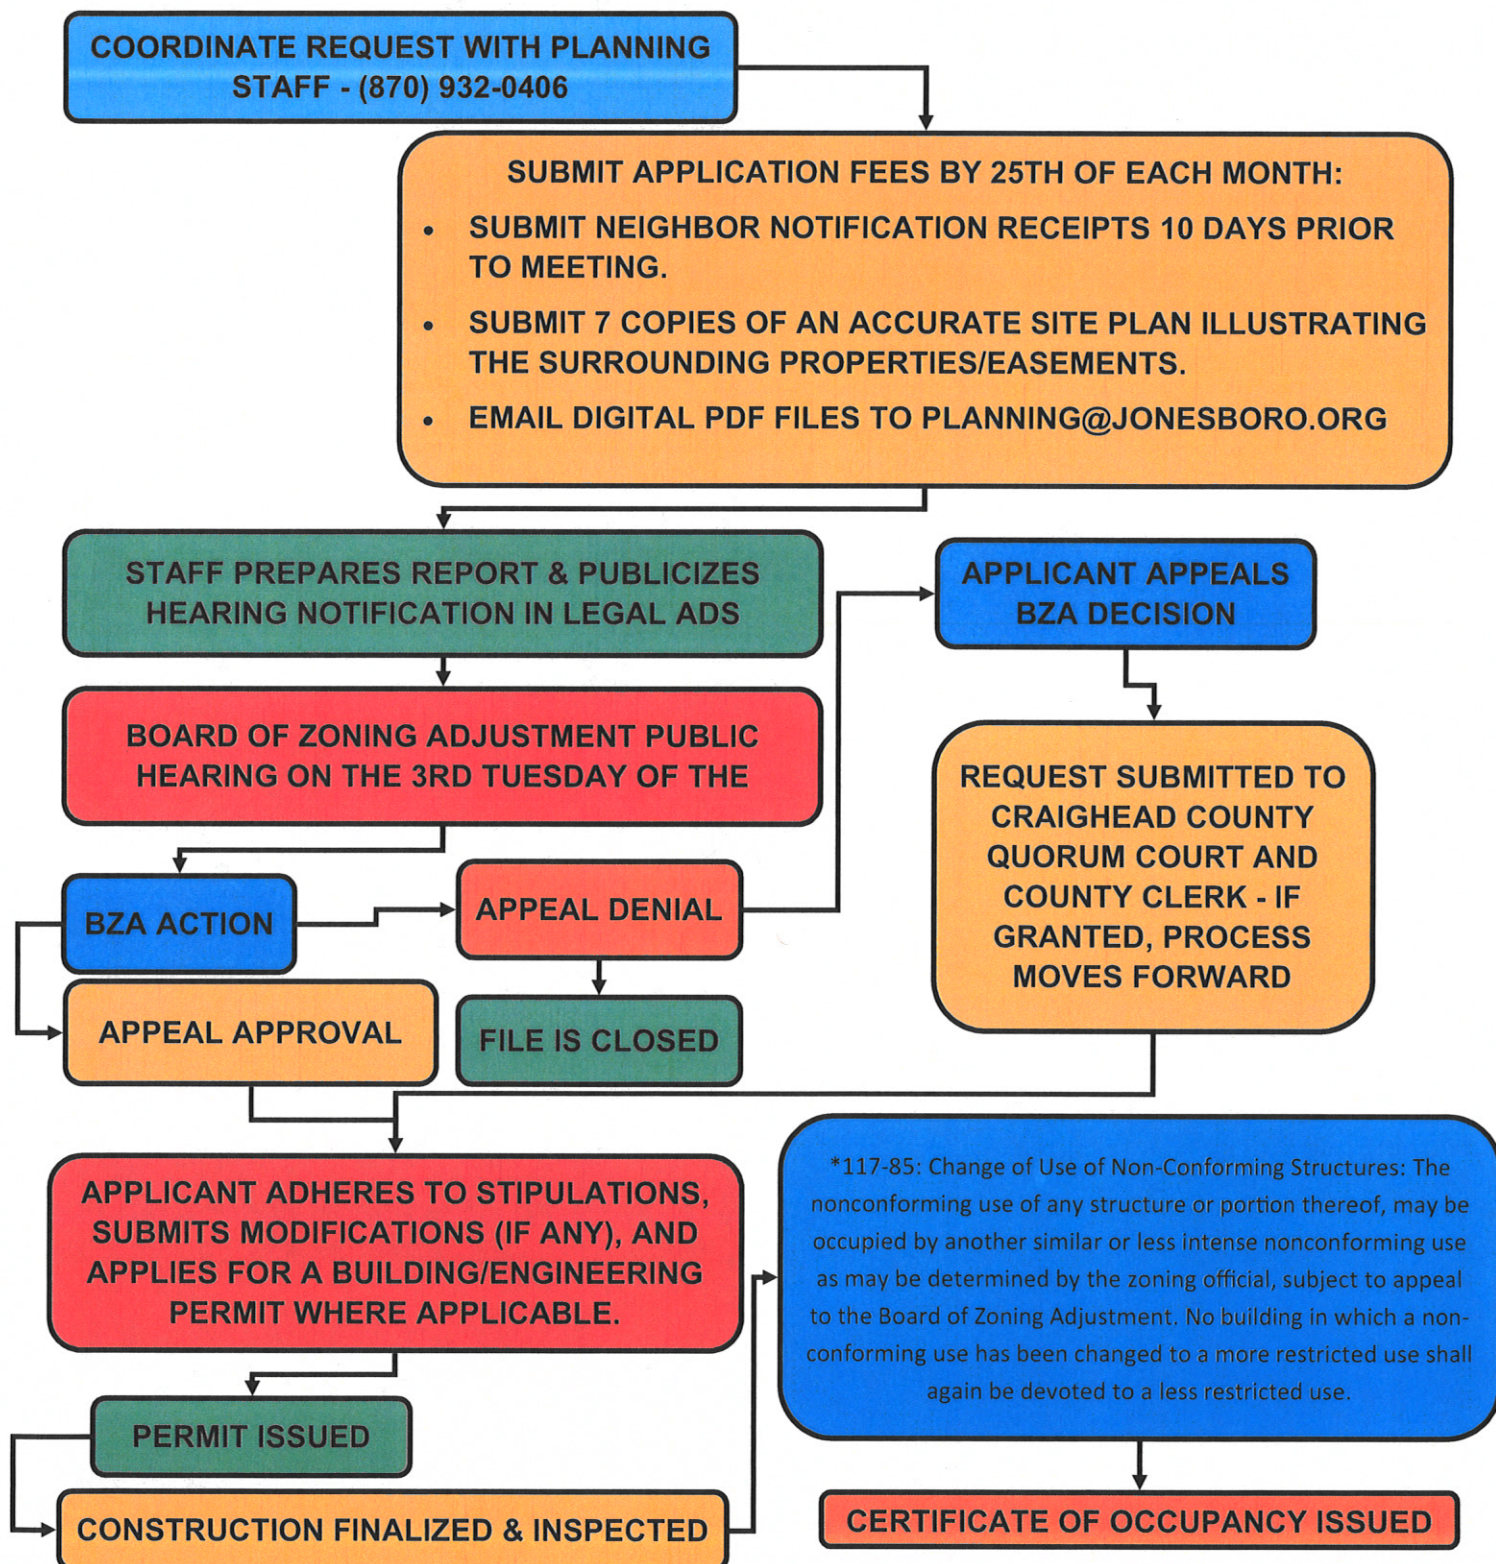 COORDINATE REQUEST WITH PLANNING
STAFF - (870) 932-0406
SUBMIT APPLICATION FEES BY 25TH OF EACH MONTH:
• SUBMIT NEIGHBOR NOTIFICATION RECEIPTS 10 DAYS PRIOR
TO MEETING.
• SUBMIT 7 COPIES OF AN ACCURATE SITE PLAN ILLUSTRATING
THE SURROUNDING PROPERTIES/EASEMENTS.
• EMAIL DIGITAL PDF FILES TO PLANNING@JONESBORO.ORG
STAFF PREPARES REPORT & PUBLICIZES
HEARING NOTIFICATION IN LEGAL ADS
APPLICANT APPEALS
BZA DECISION
BOARD OF ZONING ADJUSTMENT PUBLIC
HEARING ON THE 3RD TUESDAY OF THE
REQUEST SUBMITTED TO
CRAIGHEAD COUNTY
QUORUM COURT AND
COUNTY CLERK - IF
GRANTED, PROCESS
MOVES FORWARD
BZA ACTION
APPEAL DENIAL
APPEAL APPROVAL
FILE IS CLOSED
APPLICANT ADHERES TO STIPULATIONS,
SUBMITS MODIFICATIONS (IF ANY), AND
APPLIES FOR A BUILDING/ENGINEERING
PERMIT WHERE APPLICABLE.
*117-85: Change of Use of Non-Conforming Structures: The
nonconforming use of any structure or portion thereof, may be
occupied by another similar or less intense nonconforming use
as may be determined by the zoning official, subject to appeal
to the Board of Zoning Adjustment. No building in which a non-
conforming use has been changed to a more restricted use shall
again be devoted to a less restricted use.
PERMIT ISSUED
CONSTRUCTION FINALIZED & INSPECTED
CERTIFICATE OF OCCUPANCY ISSUED